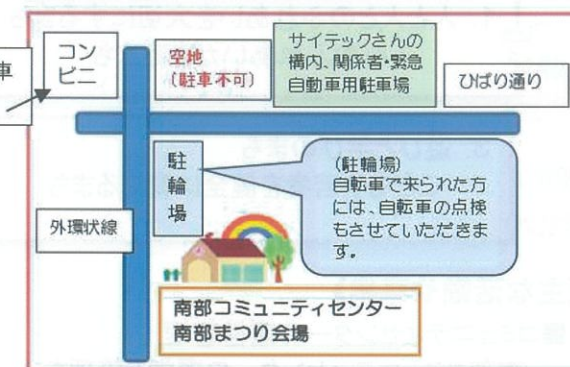 車
コン
ビニ
空地
(駐車不可)
サイテックさんの
構内、関係者・緊急
自動車用駐車場
ひばり通り
駐輪場
(駐輪場)
自転車で来られた方
には、自転車の点検
もさせていただきま
す。
外環状線
南部コミュニティセンター
南部まつり会場